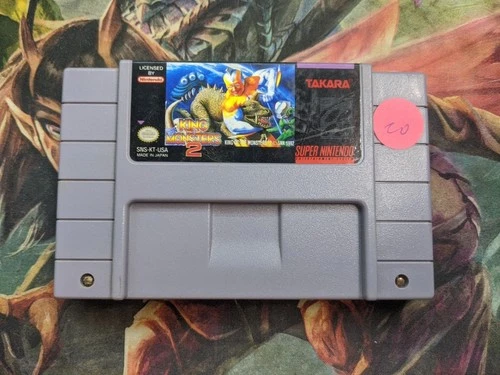 LICENSED
BY
Nintendo
TAKARA
KING
OF THE
MONSTERS
2
SNS-KT-USA
MADE IN JAPAN
SUPER NINTENDO
20